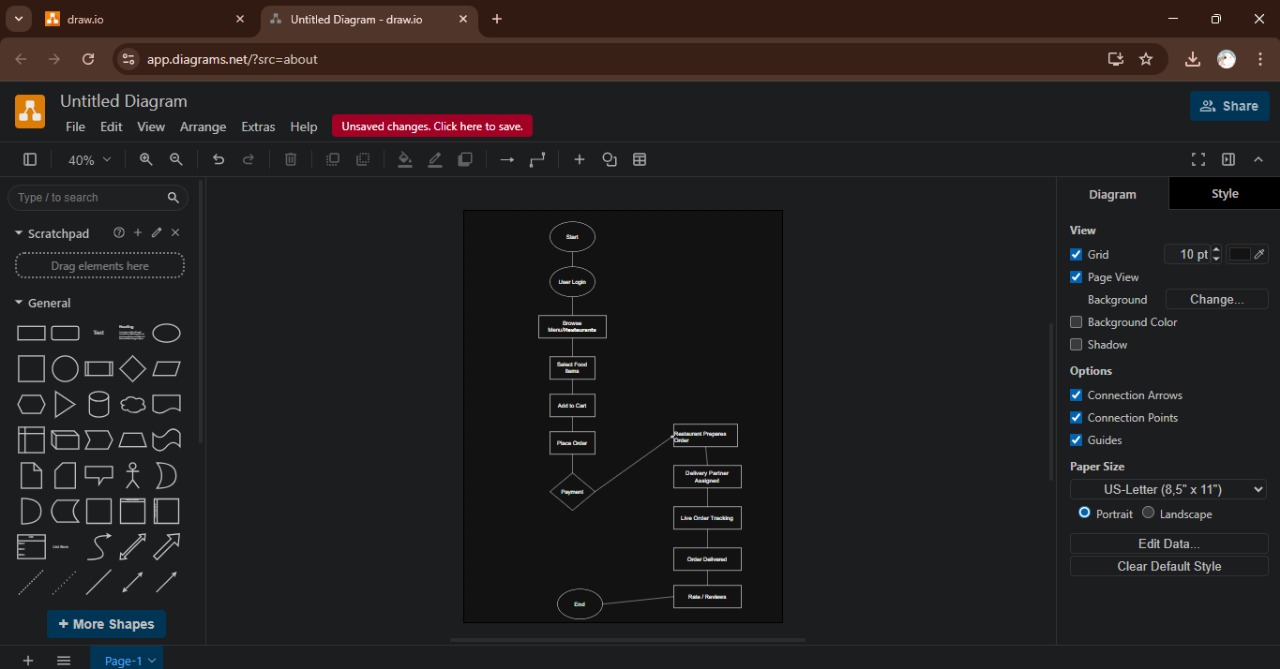 draw.io
Untitled Diagram - draw.io
app.diagrams.net/?src=about
Untitled Diagram
File Edit View Arrange Extras Help
Unsaved changes. Click here to save.
Share
40%
Type / to search
Scratchpad
Drag elements here
General
Text
Heading
List Item
+ More Shapes
Page-1
Start
User Login
Browse
Menu/Restaurants
Select Food
Items
Add to Cart
Place Order
Payment
Restaurant Prepares
Order
Delivery Partner
Assigned
Live Order Tracking
Order Delivered
Rate / Reviews
End
Diagram
Style
View
Grid
10 pt
Page View
Background
Change...
Background Color
Shadow
Options
Connection Arrows
Connection Points
Guides
Paper Size
US-Letter (8,5" x 11")
Portrait
Landscape
Edit Data...
Clear Default Style